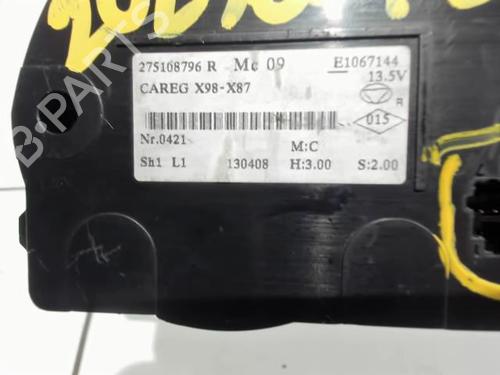 275108796 R Mc 09 E1067144
13.5V
CAREG X98-X87
R
015
Nr.0421
M:C
Sh1 L1 130408 H:3.00 S:2.00